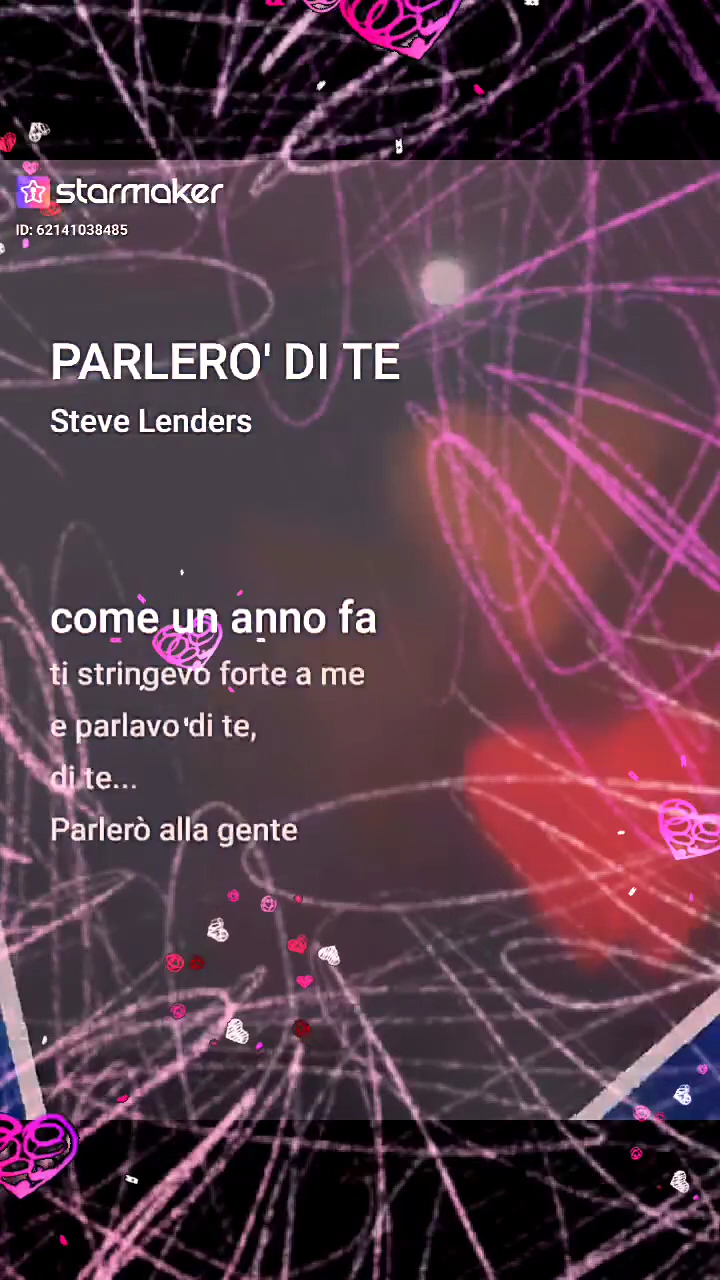 starmaker
ID: 62141038485
PARLERO' DI TE
Steve Lenders
come un anno fa
ti stringevo forte a me
e parlavo di te,
di te...
Parlerò alla gente